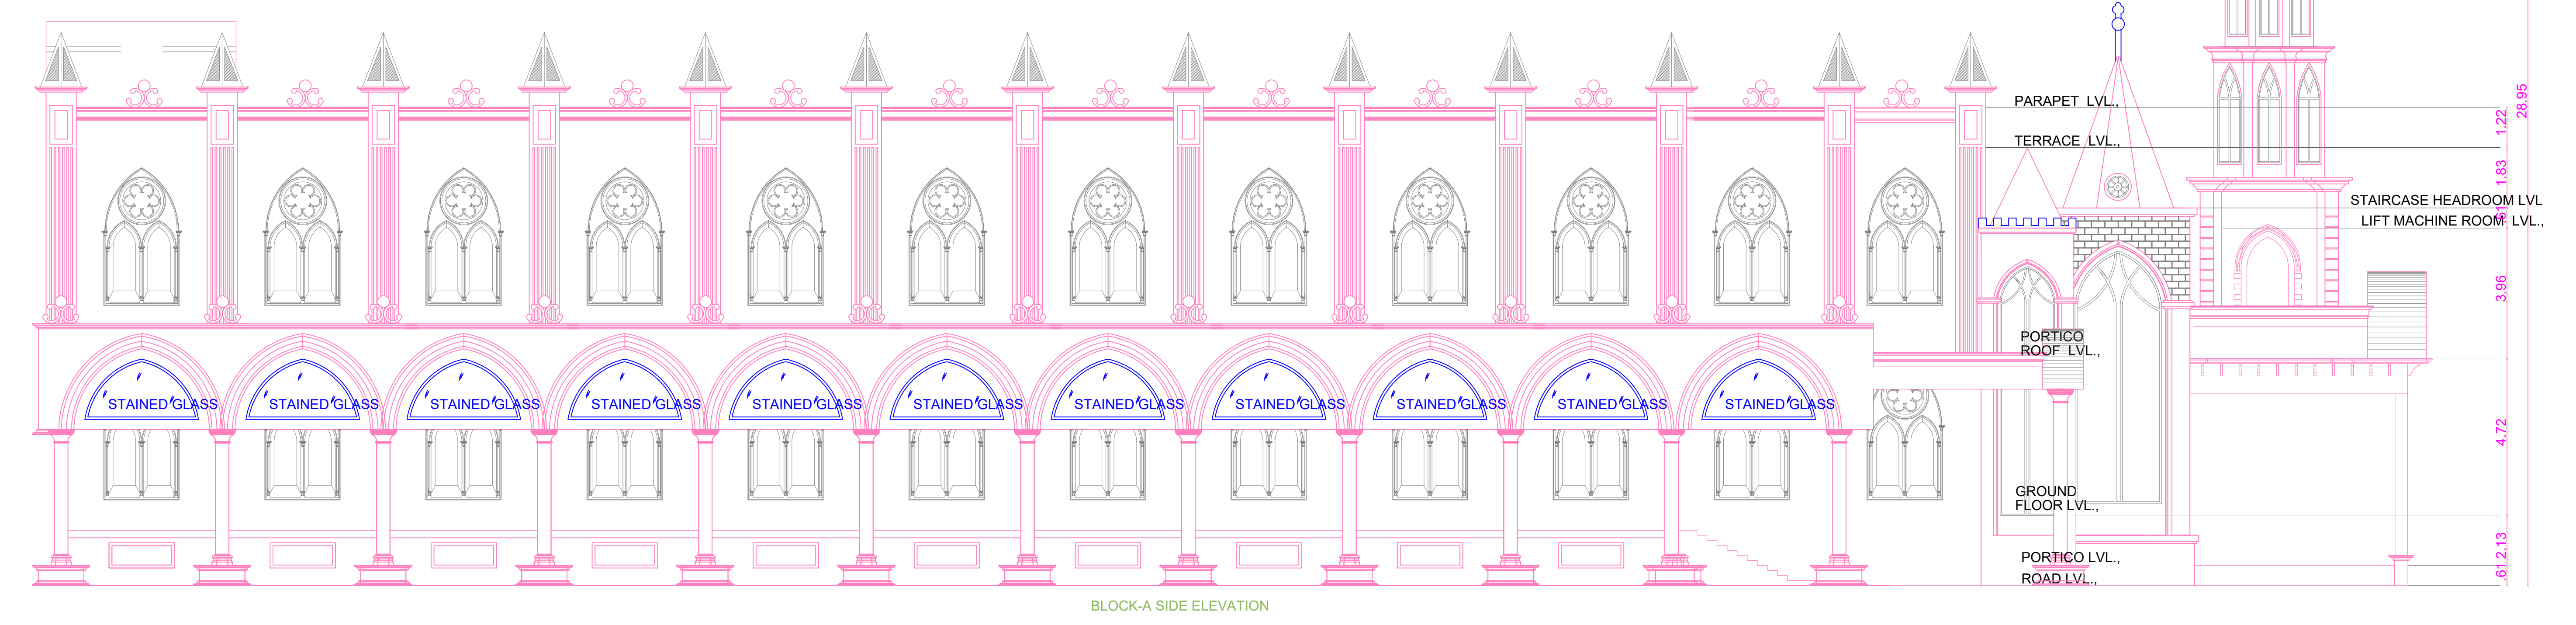 28.95
PARAPET LVL.,
1.22
TERRACE LVL.,
1.83
STAIRCASE HEADROOM LVL
.61
LIFT MACHINE ROOM LVL.,
3.96
PORTICO
ROOF LVL.,
STAINED GLASS
STAINED GLASS
STAINED GLASS
STAINED GLASS
STAINED GLASS
STAINED GLASS
STAINED GLASS
STAINED GLASS
STAINED GLASS
STAINED GLASS
STAINED GLASS
4.72
GROUND
FLOOR LVL.,
2.13
PORTICO LVL.,
.61
ROAD LVL.,
BLOCK-A SIDE ELEVATION